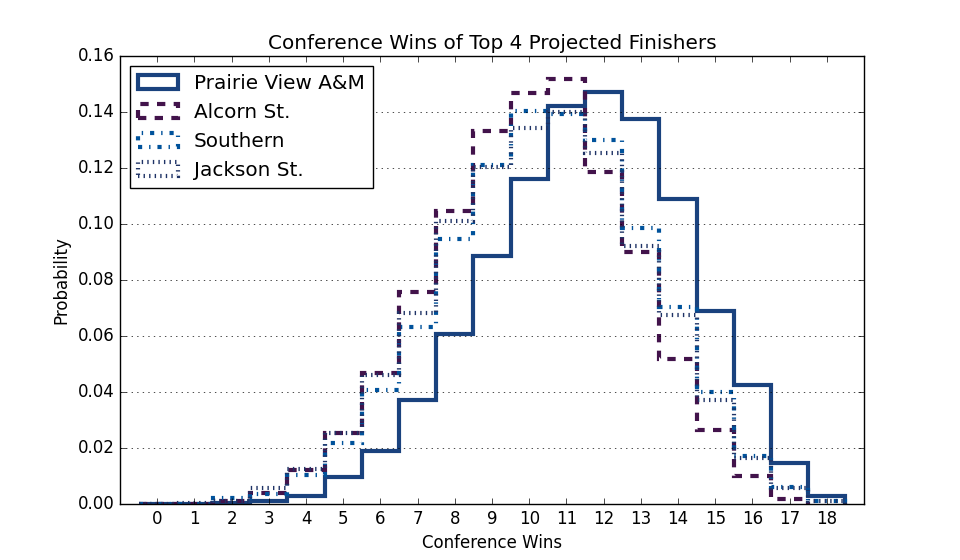 Conference Wins of Top 4 Projected Finishers
0.16
0.14
0.12
0.10
0.08
0.06
0.04
0.02
0.00
Probability
Prairie View A&M
Alcorn St.
Southern
Jackson St.
0 1 2 3 4 5 6 7 8 9 10 11 12 13 14 15 16 17 18
Conference Wins